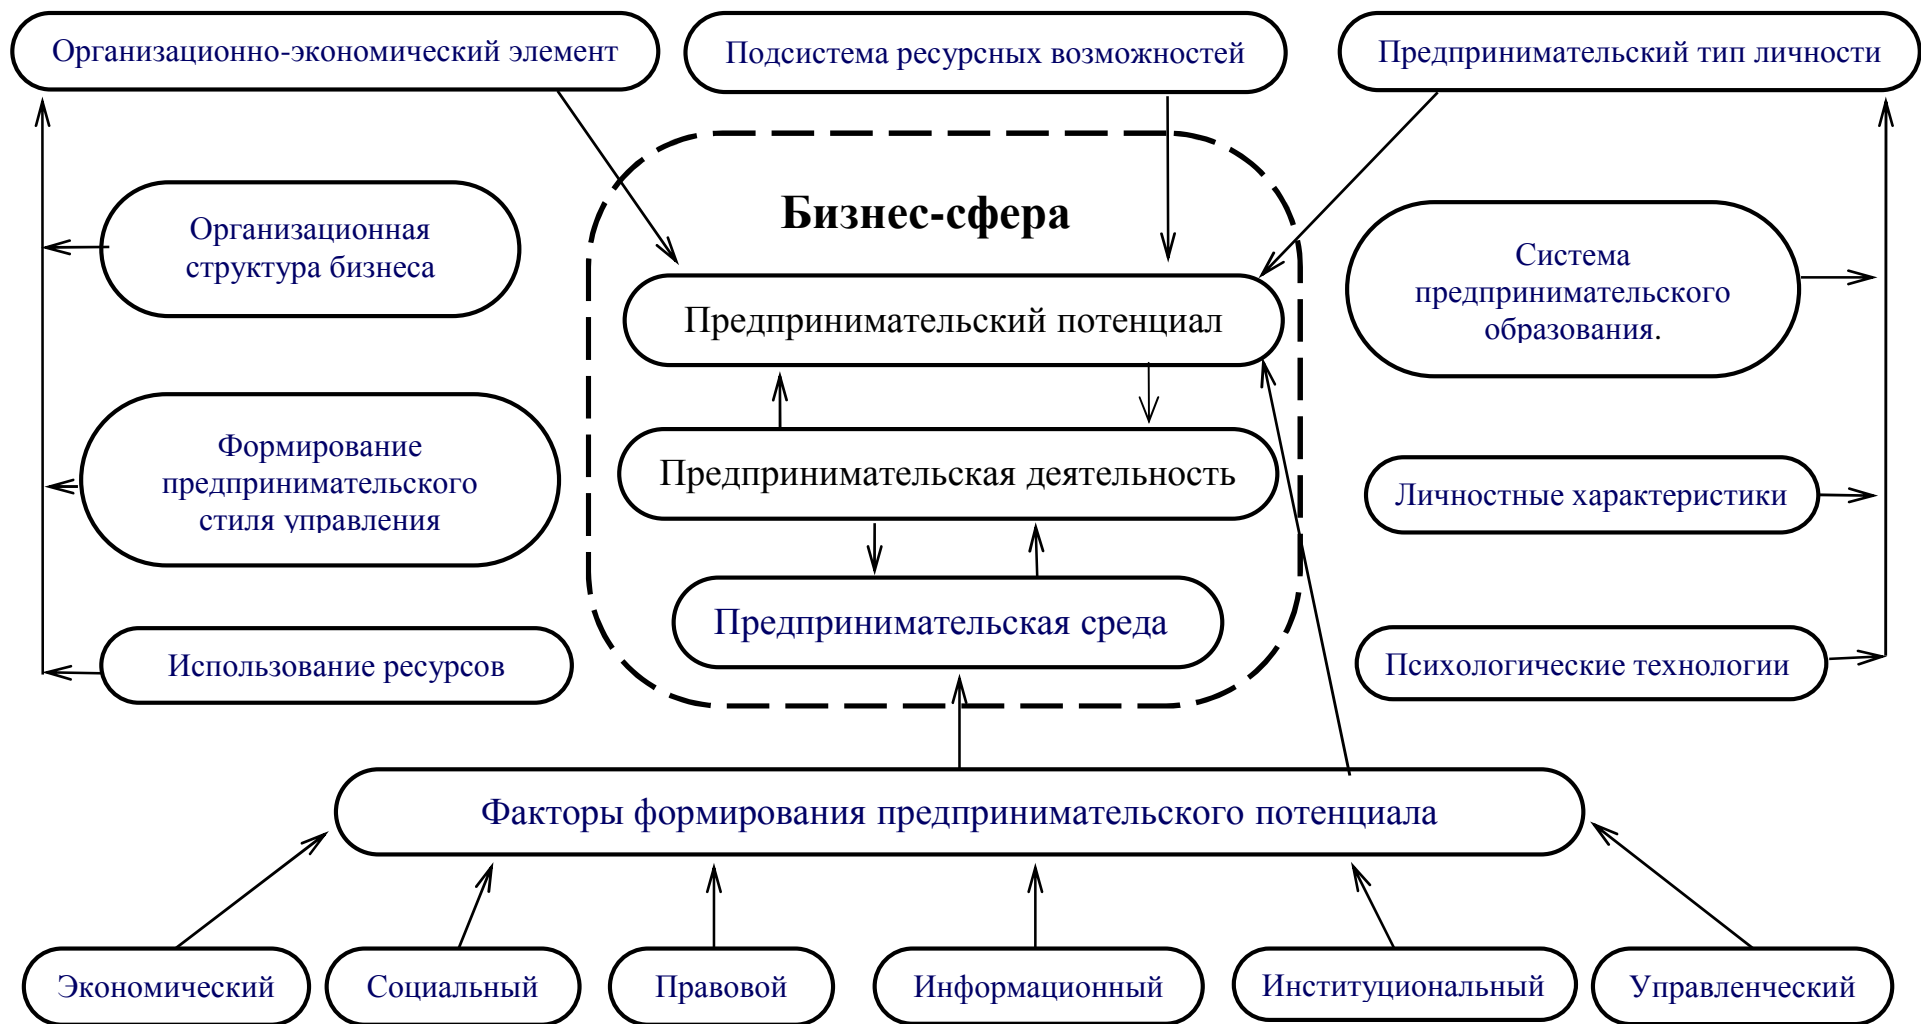 Организационно-экономический элемент
Подсистема ресурсных возможностей
Предпринимательский тип личности
Бизнес-сфера
Организационная
структура бизнеса
Система
предпринимательского
образования.
Предпринимательский потенциал
Формирование
предпринимательского
стиля управления
Предпринимательская деятельность
Личностные характеристики
Предпринимательская среда
Использование ресурсов
Психологические технологии
Факторы формирования предпринимательского потенциала
Экономический
Социальный
Правовой
Информационный
Институциональный
Управленческий